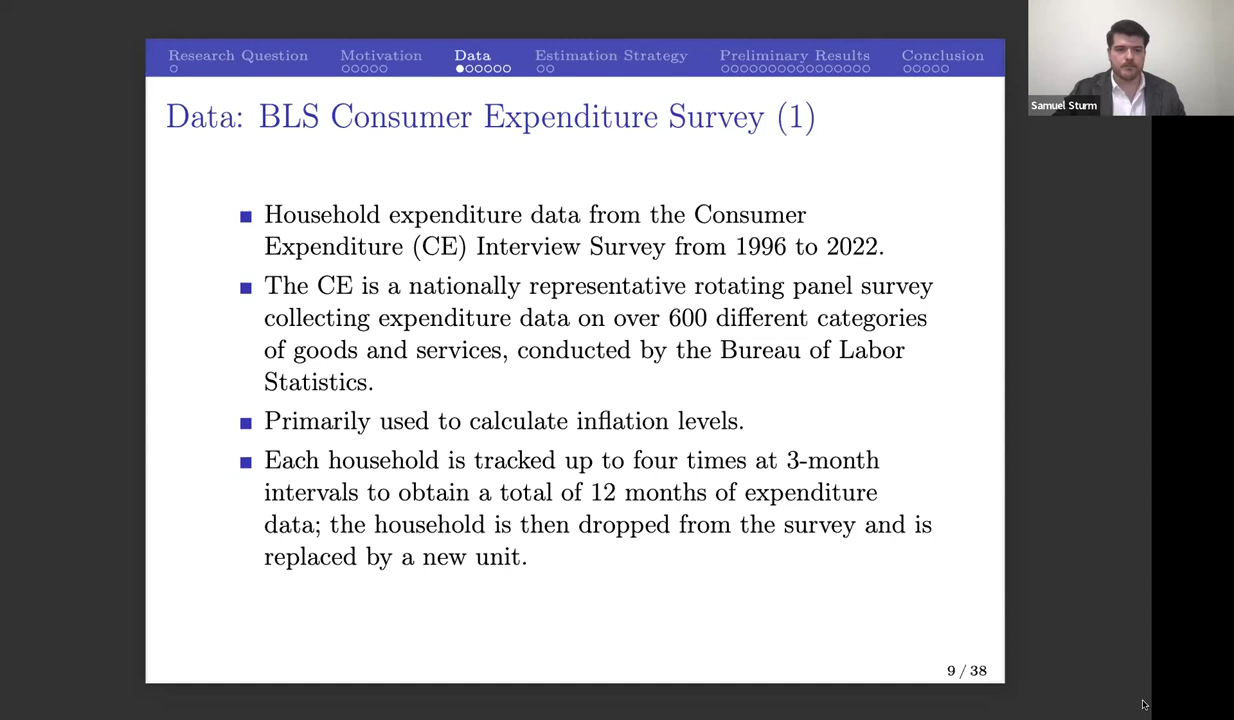 Research Question Motivation Data Estimation Strategy Preliminary Results Conclusion
Data: BLS Consumer Expenditure Survey (1)
Household expenditure data from the Consumer
Expenditure (CE) Interview Survey from 1996 to 2022.
The CE is a nationally representative rotating panel survey
collecting expenditure data on over 600 different categories
of goods and services, conducted by the Bureau of Labor
Statistics.
Primarily used to calculate inflation levels.
Each household is tracked up to four times at 3-month
intervals to obtain a total of 12 months of expenditure
data; the household is then dropped from the survey and is
replaced by a new unit.
9 / 38
Samuel Sturm